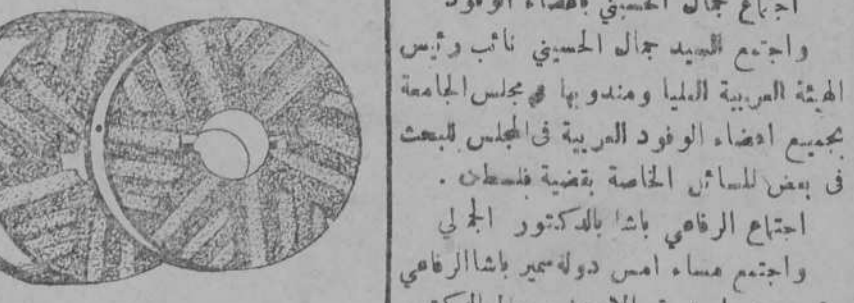 اجتماع جمال الحسيني باعضاء الوفود
واجتمع السيد جمال الحسيني نائب رئيس
الهيئة العربية العليا ومندوبها في مجلس الجامعة
بجميع اعضاء الوفود العربية في المجلس للبحث
في بعض المسائل الخاصة بقضية فلسطين .
اجتماع الرفاعي باشا بالدكتور الجمالي
واجتمع مساء امس دولة سمير باشا الرفاعي